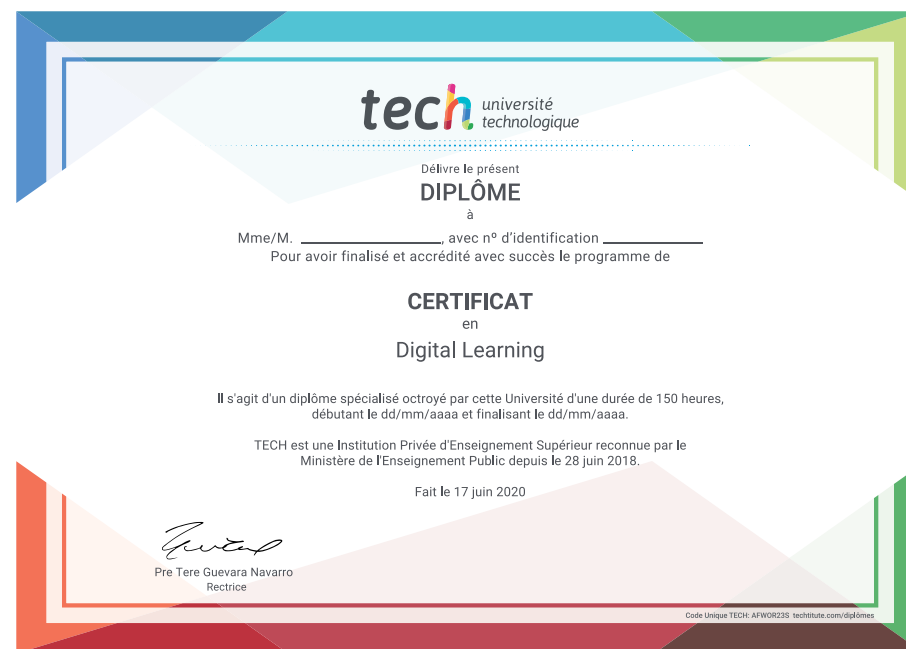 tech université
technologique
Délivre le présent
DIPLÔME
à
Mme/M. ____________________, avec nº d'identification ______________
Pour avoir finalisé et accrédité avec succès le programme de
CERTIFICAT
en
Digital Learning
Il s'agit d'un diplôme spécialisé octroyé par cette Université d'une durée de 150 heures,
débutant le dd/mm/aaaa et finalisant le dd/mm/aaaa.
TECH est une Institution Privée d'Enseignement Supérieur reconnue par le
Ministère de l'Enseignement Public depuis le 28 juin 2018.
Fait le 17 juin 2020
Pre Tere Guevara Navarro
Rectrice
Code Unique TECH: AFWOR23S techtitute.com/diplômes